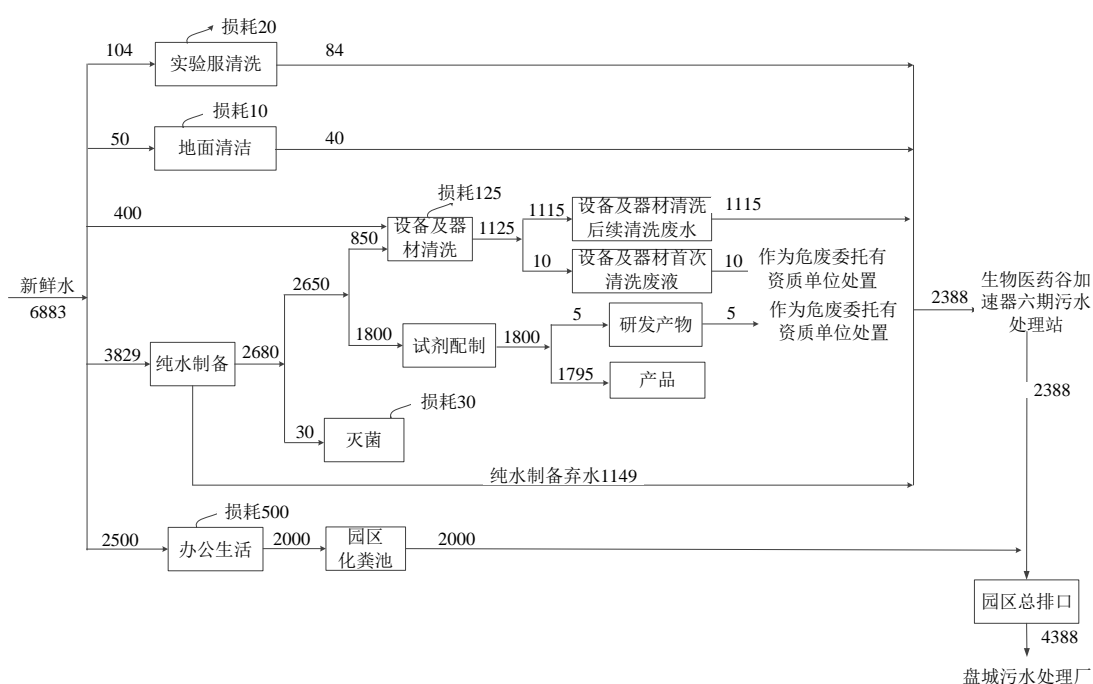 损耗20
104
实验服清洗
84
损耗10
50
地面清洁
40
损耗125
400
设备及器
材清洗
850
1125
1115
设备及器材清洗
后续清洗废水
1115
10
设备及器材首次
清洗废液
10
作为危废委托有
资质单位处置
新鲜水
6883
2650
1800
试剂配制
1800
5
研发产物
5
作为危废委托有
资质单位处置
1795
产品
2388
生物医药谷加
速器六期污水
处理站
3829
纯水制备
2680
损耗30
30
灭菌
2388
纯水制备弃水1149
损耗500
2500
办公生活
2000
园区
化粪池
2000
园区总排口
4388
盘城污水处理厂